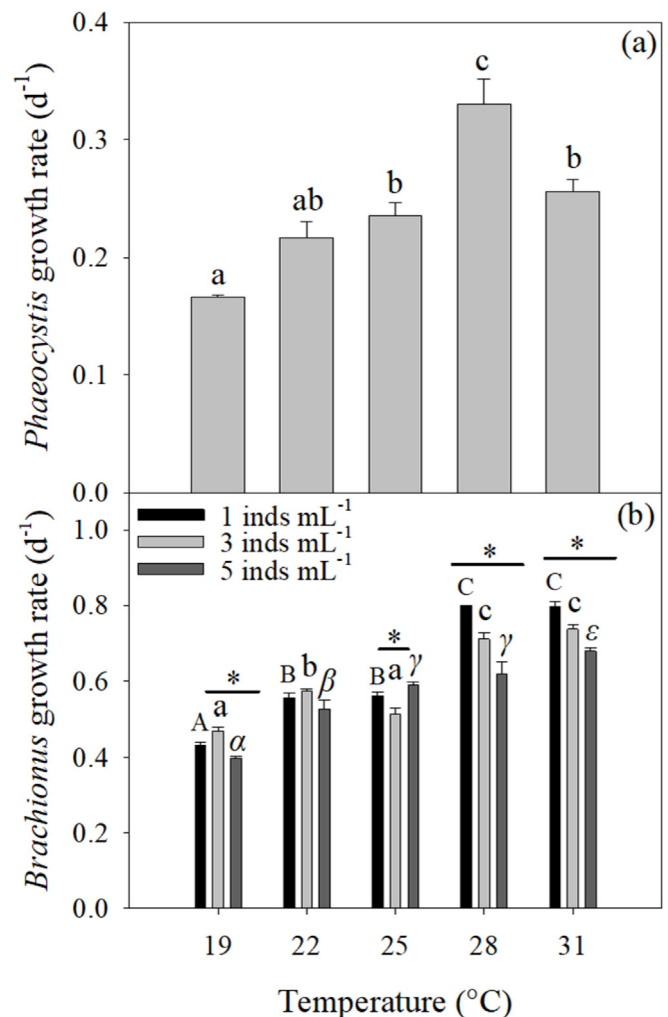 (a)
0.4
0.3
0.2
0.1
0.0
Phaeocystis growth rate (d⁻¹)
a
ab
b
c
b
(b)
1 inds mL⁻¹
3 inds mL⁻¹
5 inds mL⁻¹
1.0
0.8
0.6
0.4
0.2
0.0
Brachionus growth rate (d⁻¹)
* * * *
A a α
B b β
B a γ
C c γ
C c ε
19 22 25 28 31
Temperature (°C)